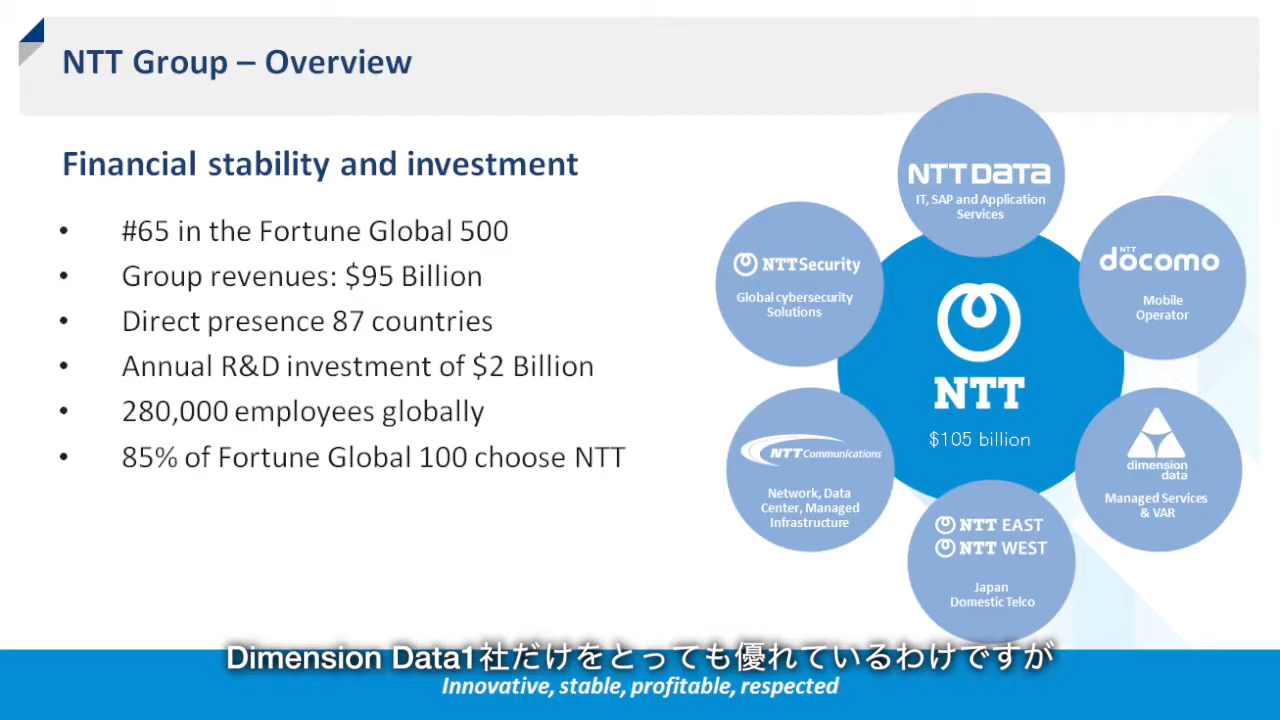 NTT Group – Overview
Financial stability and investment
• #65 in the Fortune Global 500
• Group revenues: $95 Billion
• Direct presence 87 countries
• Annual R&D investment of $2 Billion
• 280,000 employees globally
• 85% of Fortune Global 100 choose NTT
NTT DATA
IT, SAP and Application
Services
NTT Security
Global cybersecurity
Solutions
NTT
docomo
Mobile
Operator
NTT
$105 billion
NTT Communications
Network, Data
Center, Managed
Infrastructure
dimension
data
Managed Services
& VAR
NTT EAST
NTT WEST
Japan
Domestic Telco
Dimension Data1社だけをとっても優れているわけですが
Innovative, stable, profitable, respected